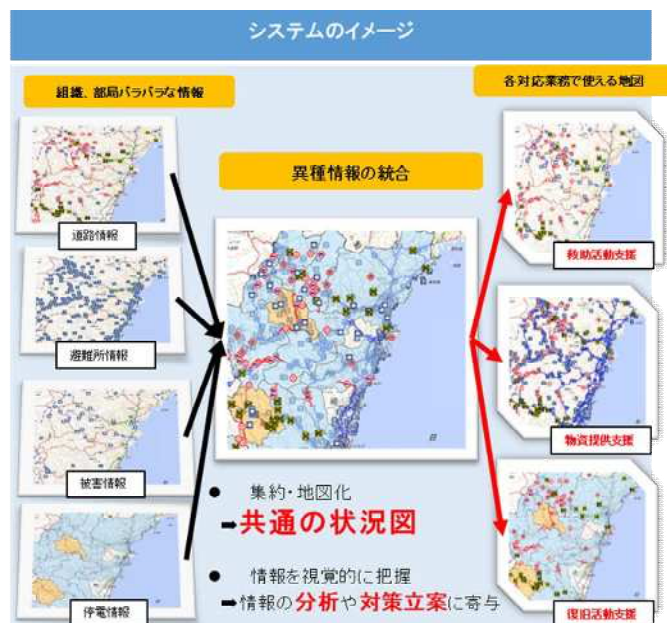 システムのイメージ
組織、部局バラバラな情報
各対応業務で使える地図
異種情報の統合
道路情報
避難所情報
被害情報
停電情報
救助活動支援
物資提供支援
復旧活動支援
● 集約・地図化
➡共通の状況図
● 情報を視覚的に把握
➡情報の分析や対策立案に寄与